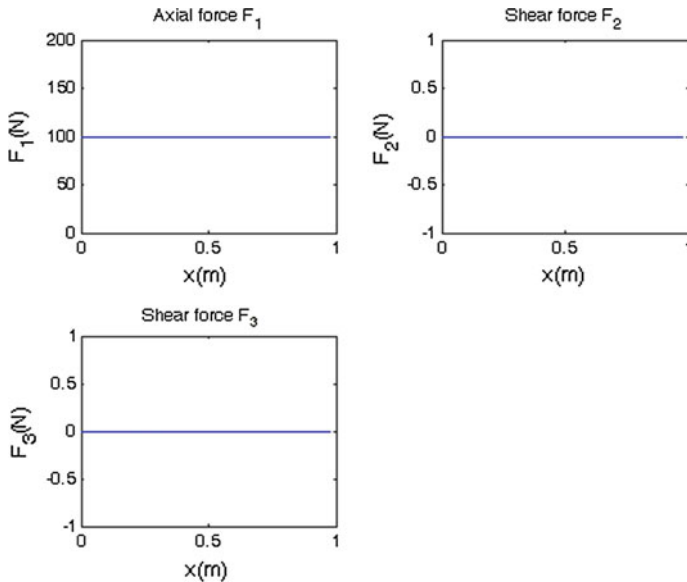 Axial force F1
200
150
100
50
0
F1(N)
0 0.5 1
x(m)
Shear force F2
1
0.5
0
-0.5
-1
F2(N)
0 0.5 1
x(m)
Shear force F3
1
0.5
0
-0.5
-1
F3(N)
0 0.5 1
x(m)